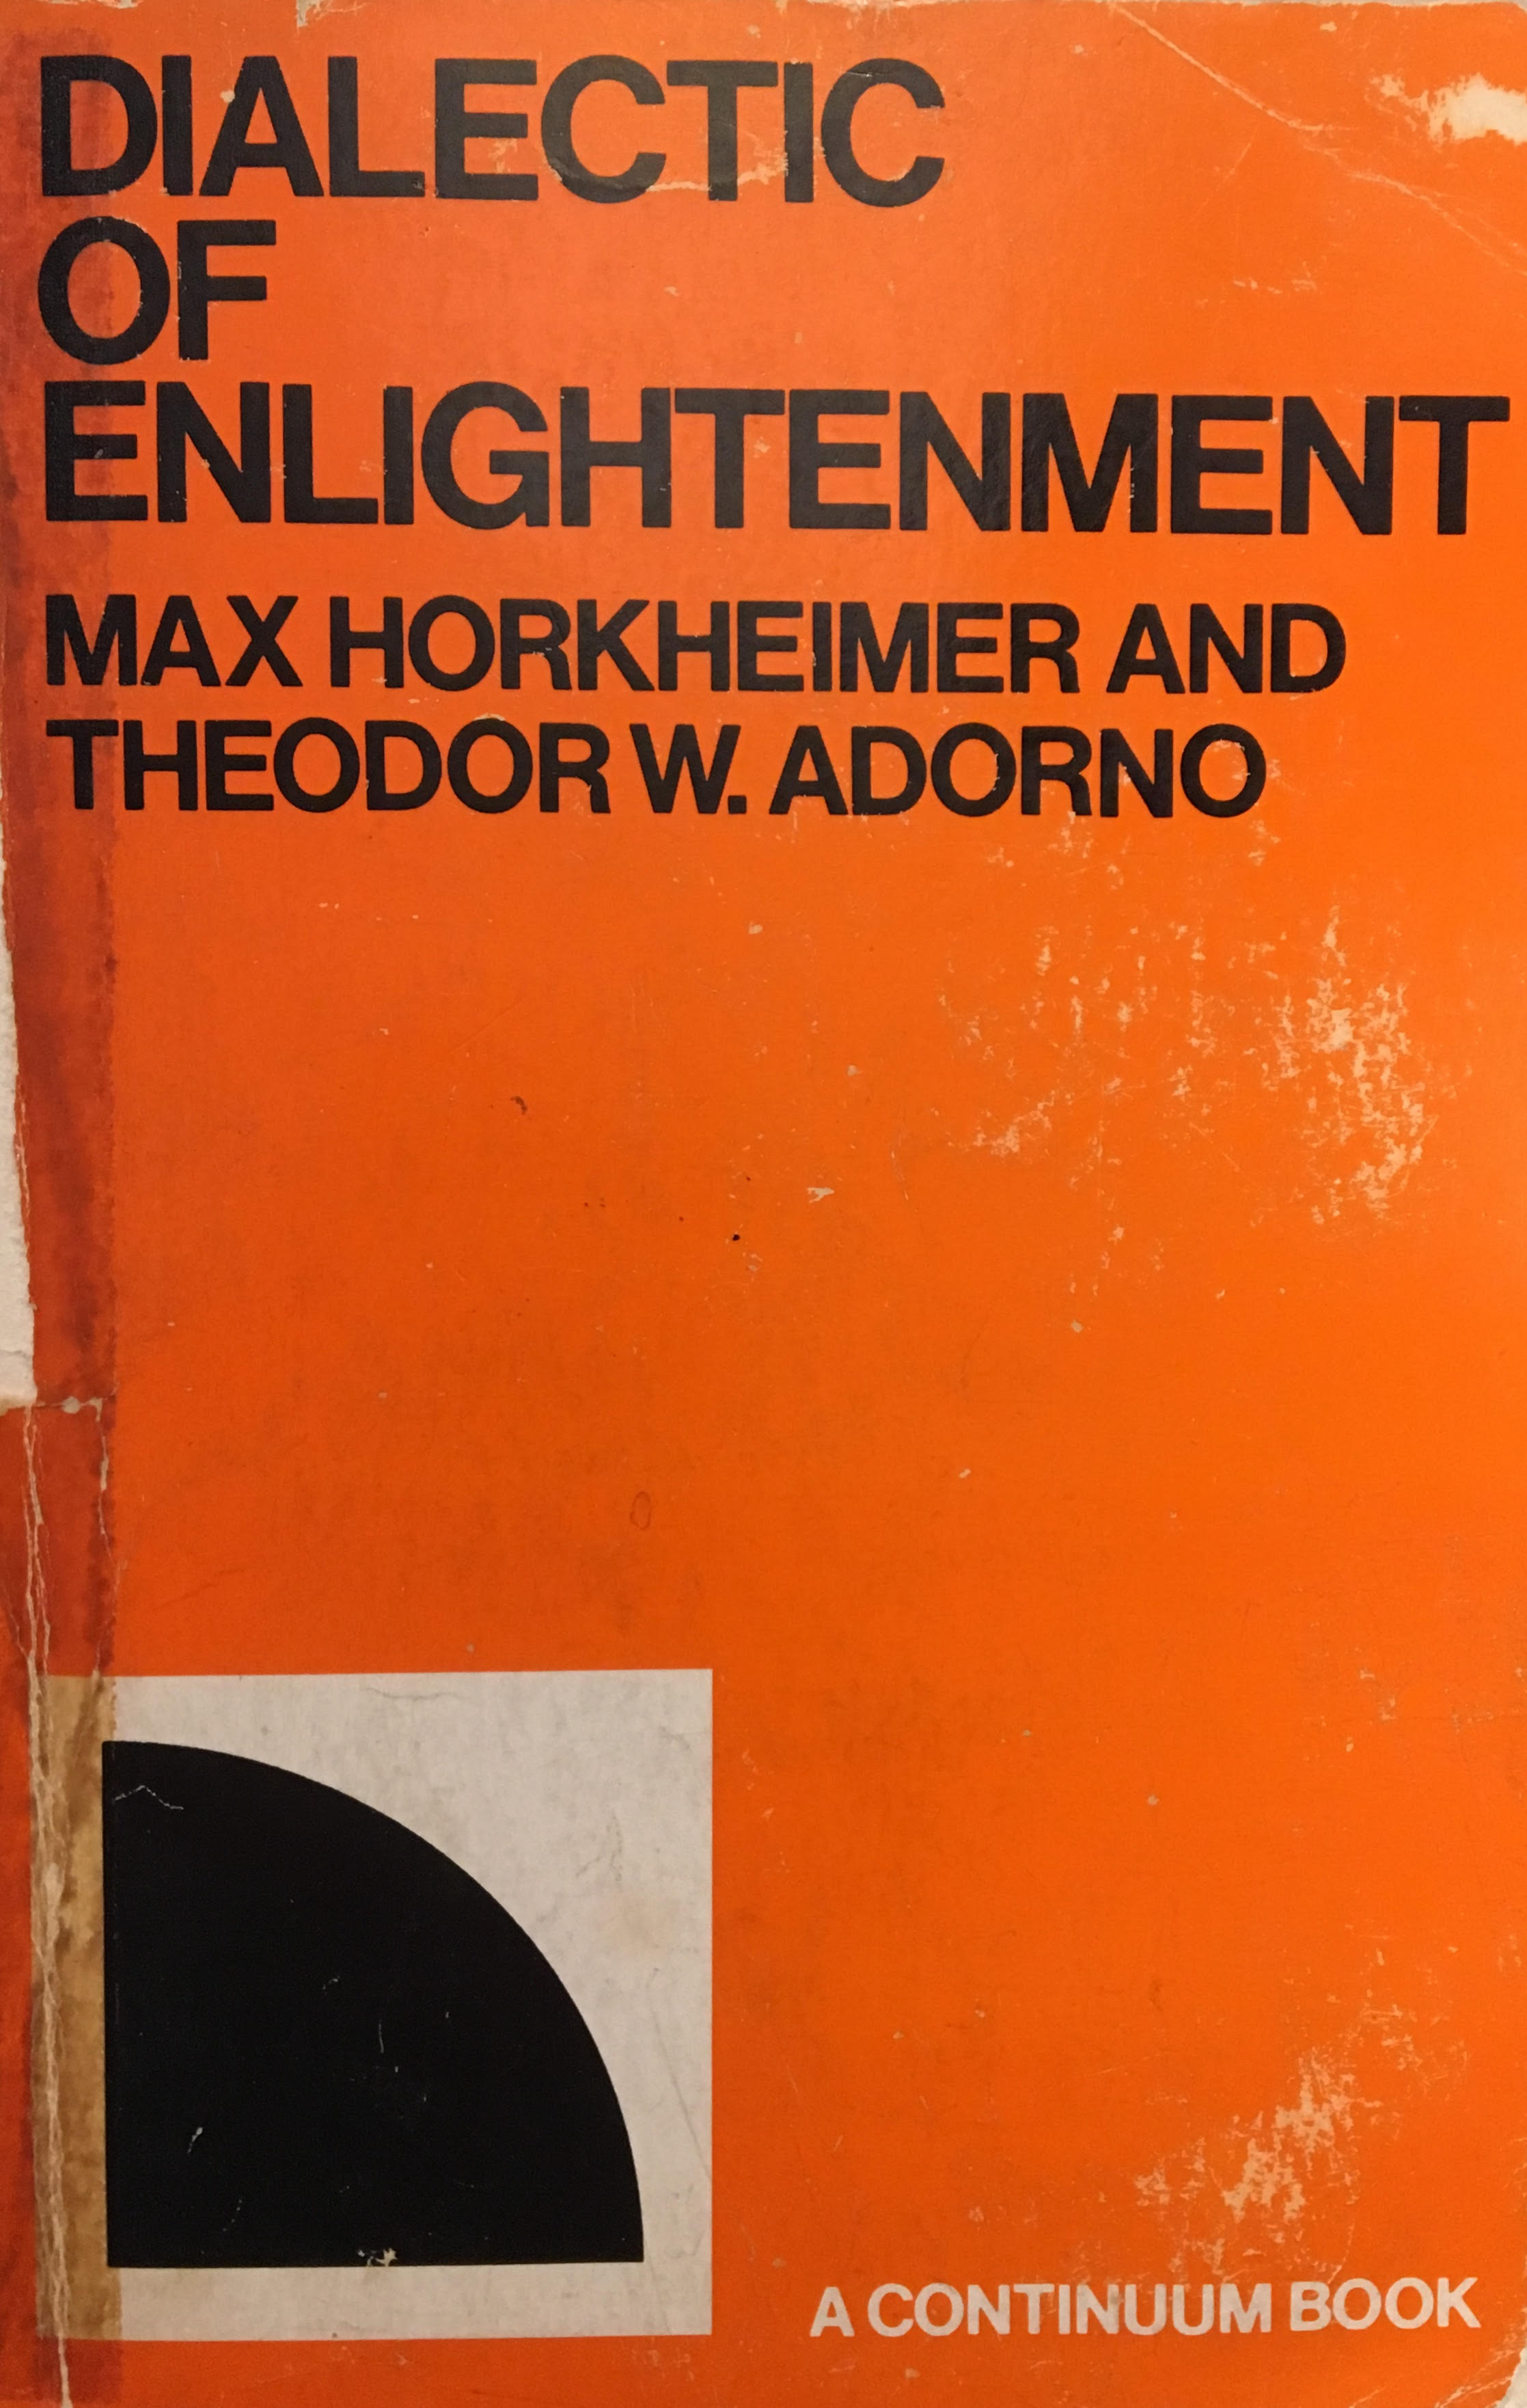 DIALECTIC
OF
ENLIGHTENMENT
MAX HORKHEIMER AND
THEODOR W. ADORNO
A CONTINUUM BOOK